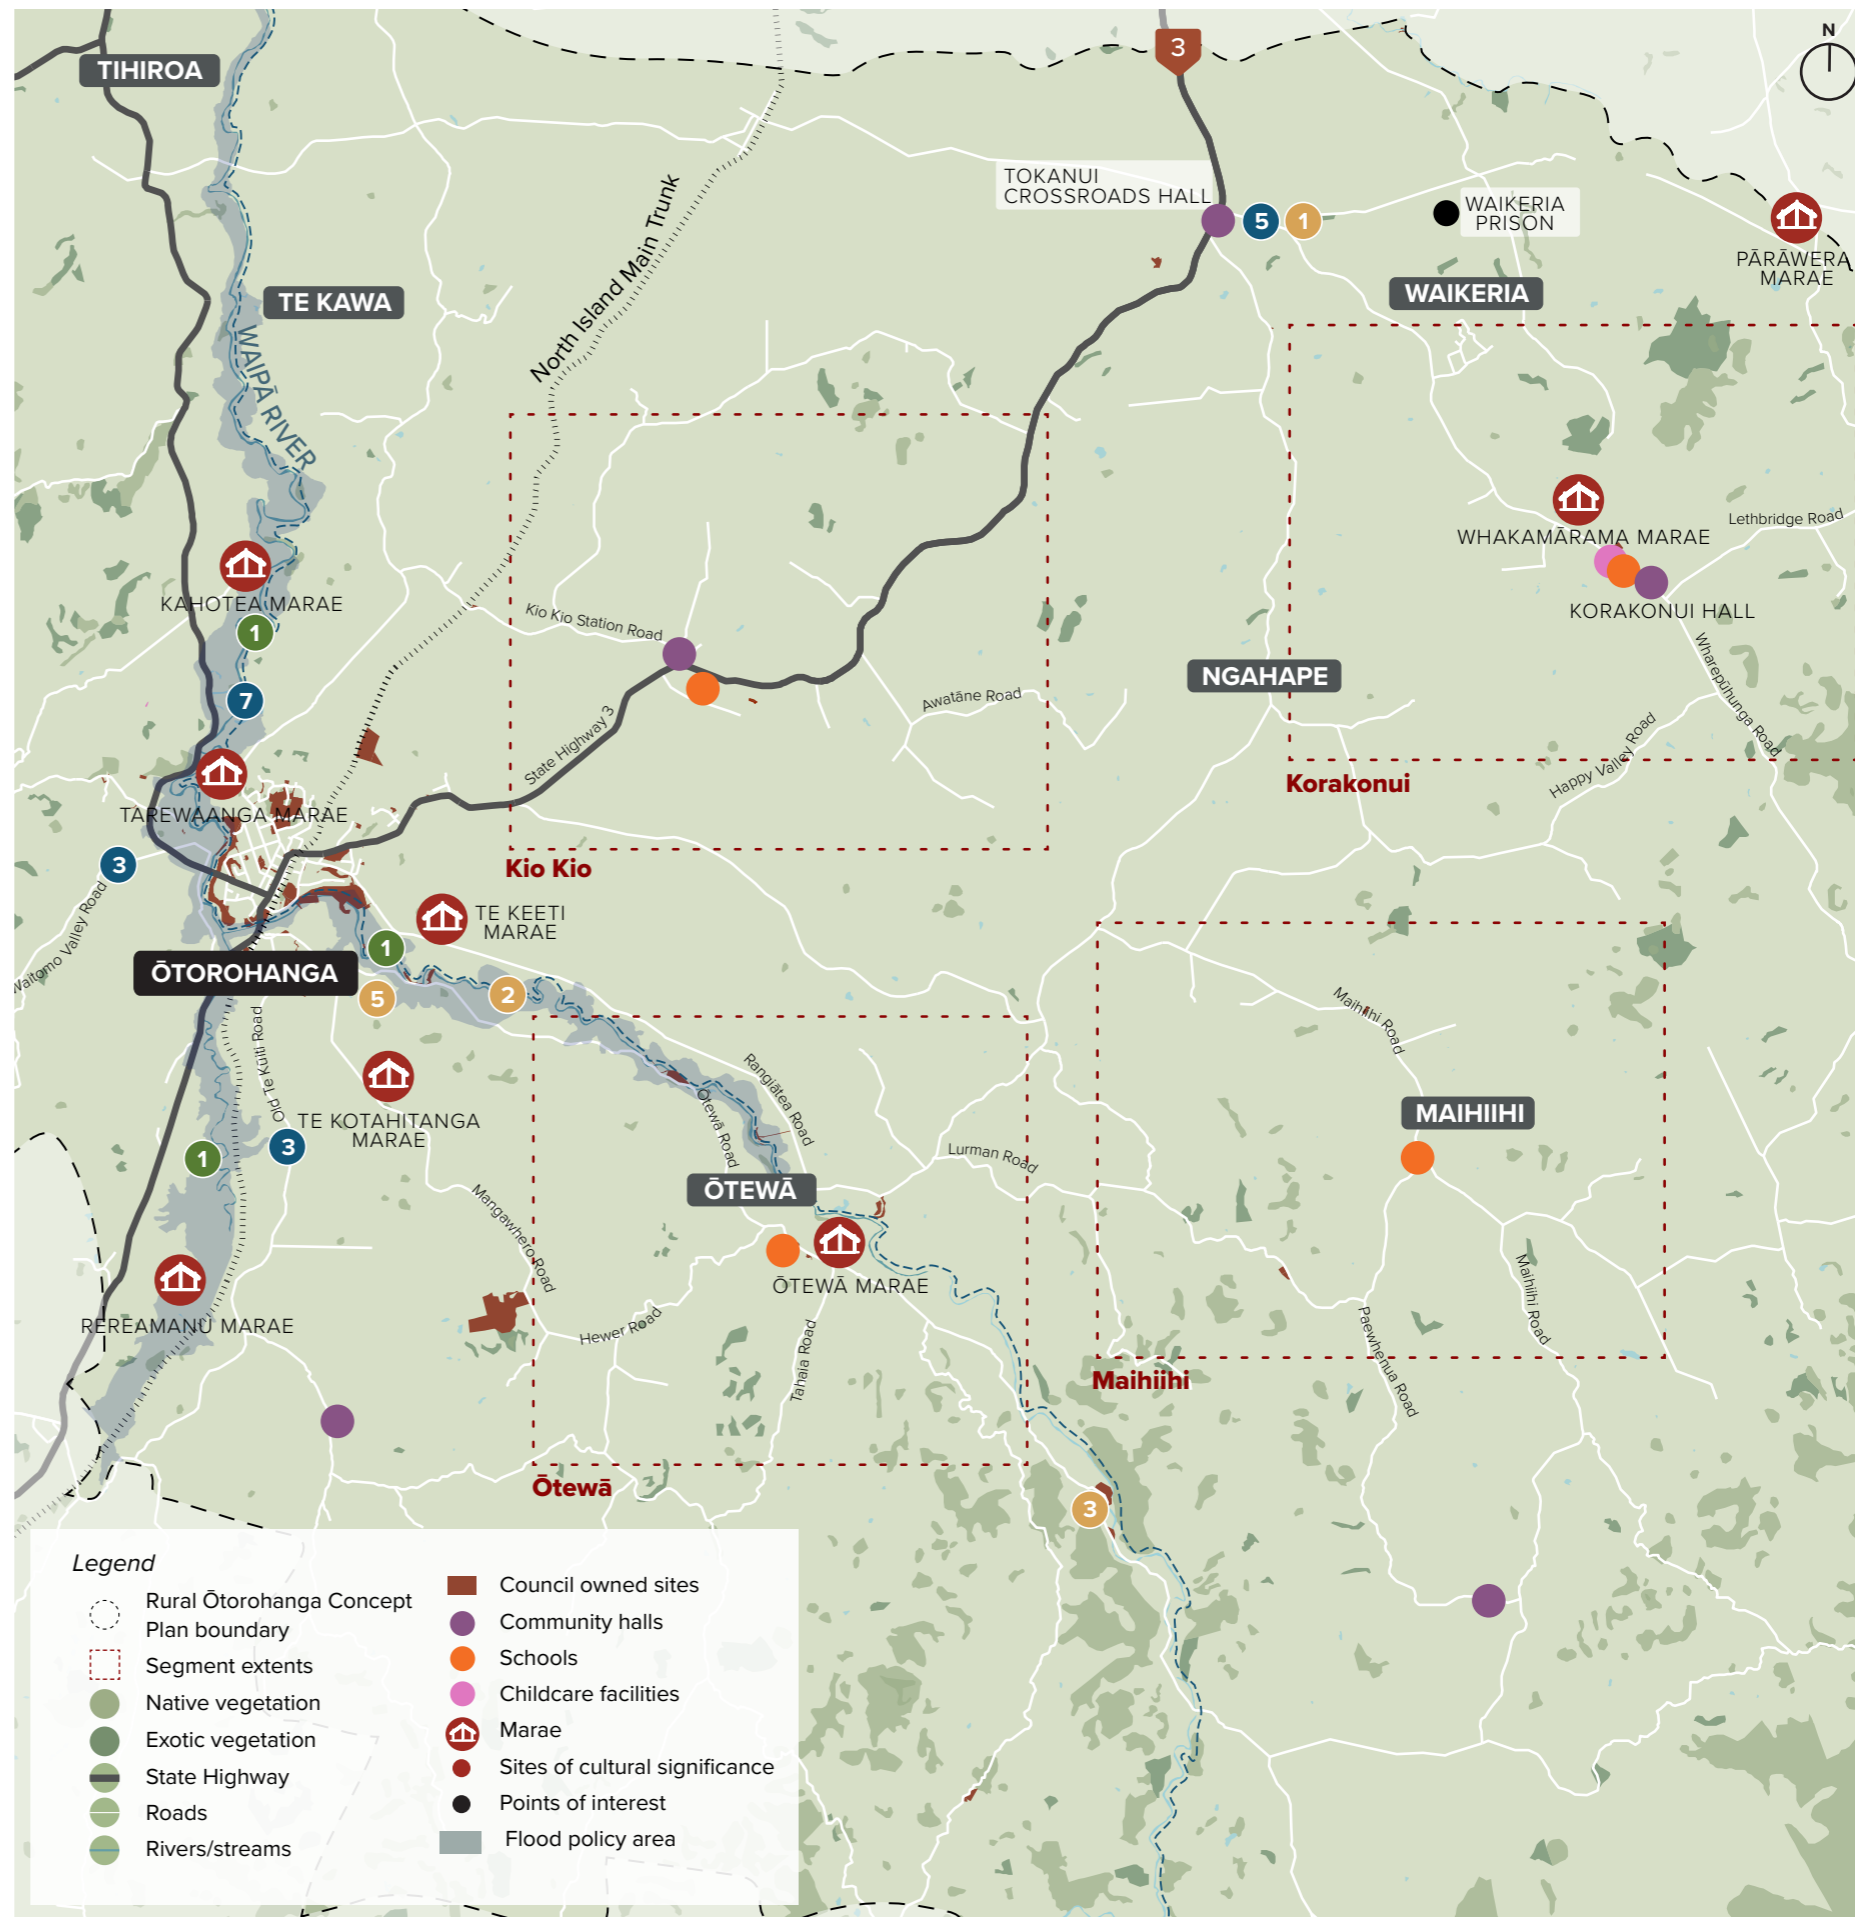 N
3
TIHIROA
TOKANUI
CROSSROADS HALL
5
1
WAIKERIA
PRISON
PĀRĀWERA
MARAE
WAIKERIA
TE KAWA
North Island Main Trunk
WAIPĀ RIVER
WHAKAMĀRAMA MARAE
Lethbridge Road
KORAKONUI HALL
Wharepūhunga Road
Happy Valley Road
Korakonui
NGAHAPE
KAHOTEA MARAE
1
7
Kio Kio Station Road
State Highway 3
Awatāne Road
Kio Kio
TAREWAANGA MARAE
3
Waitomo Valley Road
TE KEETI
MARAE
ŌTOROHANGA
1
5
2
Old Te Kūiti Road
TE KOTAHITANGA
MARAE
1
3
Rangiātea Road
Ōtewā Road
Lurman Road
ŌTEWĀ
ŌTEWĀ MARAE
Mangawhero Road
Hewer Road
Tahaia Road
Ōtewā
REREAMANU MARAE
Maihiihi Road
MAIHIIHI
Maihiihi Road
Paewhenua Road
Maihiihi
3
Legend
Rural Ōtorohanga Concept
Plan boundary
Segment extents
Native vegetation
Exotic vegetation
State Highway
Roads
Rivers/streams
Council owned sites
Community halls
Schools
Childcare facilities
Marae
Sites of cultural significance
Points of interest
Flood policy area